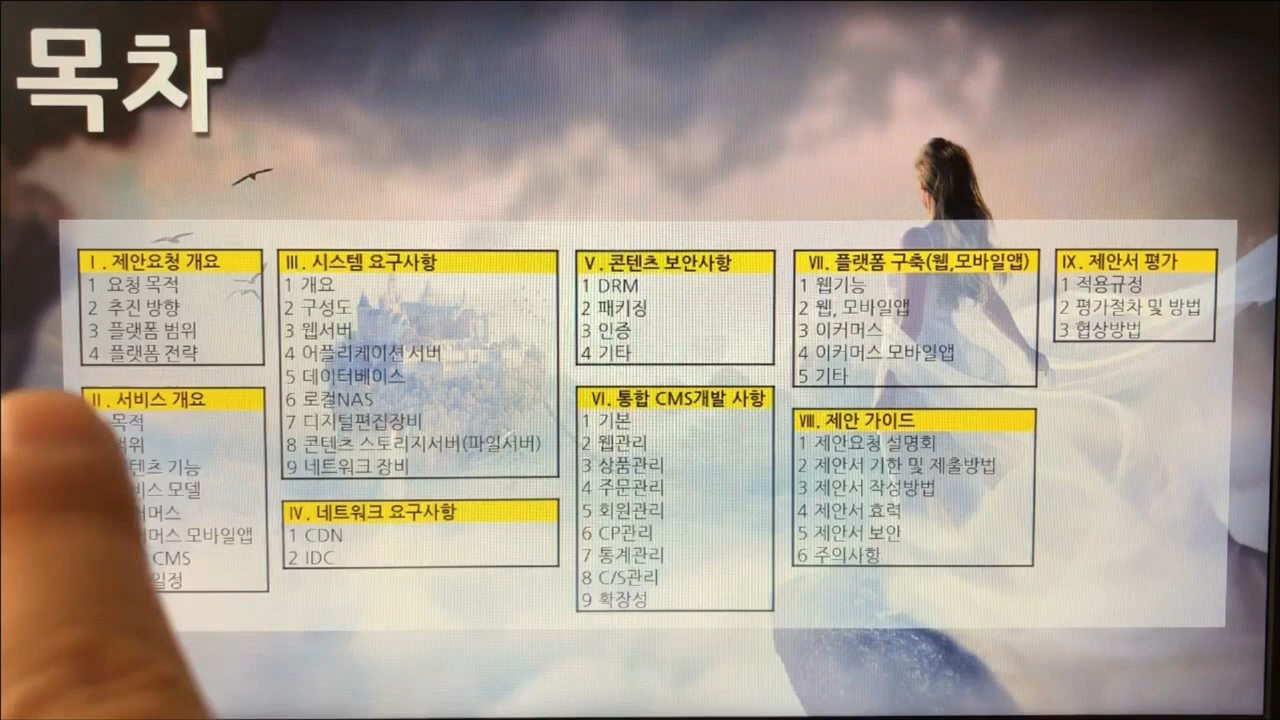 목차
Ⅰ. 제안요청 개요
1 요청 목적
2 추진 방향
3 플랫폼 범위
4 플랫폼 전략
Ⅱ. 서비스 개요
목적
범위
텐츠 기능
비스 모델
머스
머스 모바일앱
CMS
일정
Ⅲ. 시스템 요구사항
1 개요
2 구성도
3 웹서버
4 어플리케이션 서버
5 데이터베이스
6 로컬NAS
7 디지털편집장비
8 콘텐츠 스토리지서버(파일서버)
9 네트워크 장비
Ⅳ. 네트워크 요구사항
1 CDN
2 IDC
Ⅴ. 콘텐츠 보안사항
1 DRM
2 패키징
3 인증
4 기타
Ⅵ. 통합 CMS개발 사항
1 기본
2 웹관리
3 상품관리
4 주문관리
5 회원관리
6 CP관리
7 통계관리
8 C/S관리
9 확장성
Ⅶ. 플랫폼 구축(웹,모바일앱)
1 웹기능
2 웹, 모바일앱
3 이커머스
4 이커머스 모바일앱
5 기타
Ⅷ. 제안 가이드
1 제안요청 설명회
2 제안서 기한 및 제출방법
3 제안서 작성방법
4 제안서 효력
5 제안서 보안
6 주의사항
Ⅸ. 제안서 평가
1 적용규정
2 평가절차 및 방법
3 협상방법